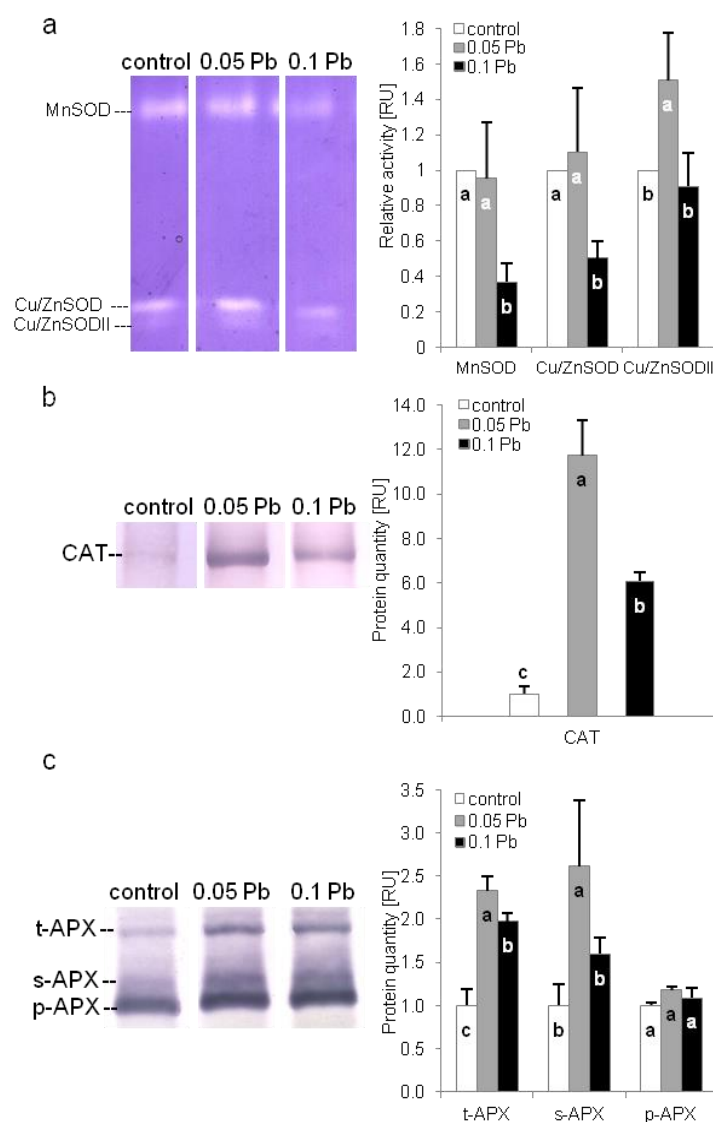 a
control 0.05 Pb 0.1 Pb
MnSOD ---
Cu/ZnSOD ---
Cu/ZnSODII ---
control
0.05 Pb
0.1 Pb
Relative activity [RU]
1.8
1.6
1.4
1.2
1
0.8
0.6
0.4
0.2
0
a a b
a a b
b a b
MnSOD Cu/ZnSOD Cu/ZnSODII
b
control 0.05 Pb 0.1 Pb
CAT--
control
0.05 Pb
0.1 Pb
Protein quantity [RU]
14.0
12.0
10.0
8.0
6.0
4.0
2.0
0.0
c a b
CAT
c
control 0.05 Pb 0.1 Pb
t-APX --
s-APX --
p-APX --
control
0.05 Pb
0.1 Pb
Protein quantity [RU]
3.5
3.0
2.5
2.0
1.5
1.0
0.5
0.0
c a b
b a b
a a a
t-APX s-APX p-APX